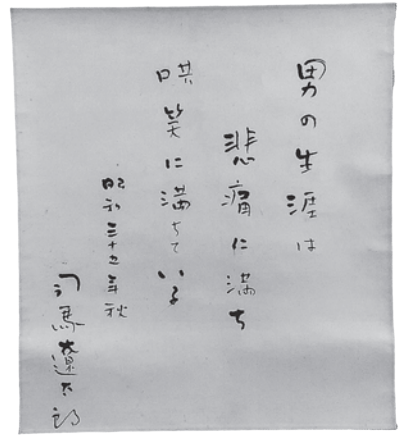 男の生涯は
悲痛に満ち
哄笑に満ちている
昭和三十九年秋
司馬遼太郎